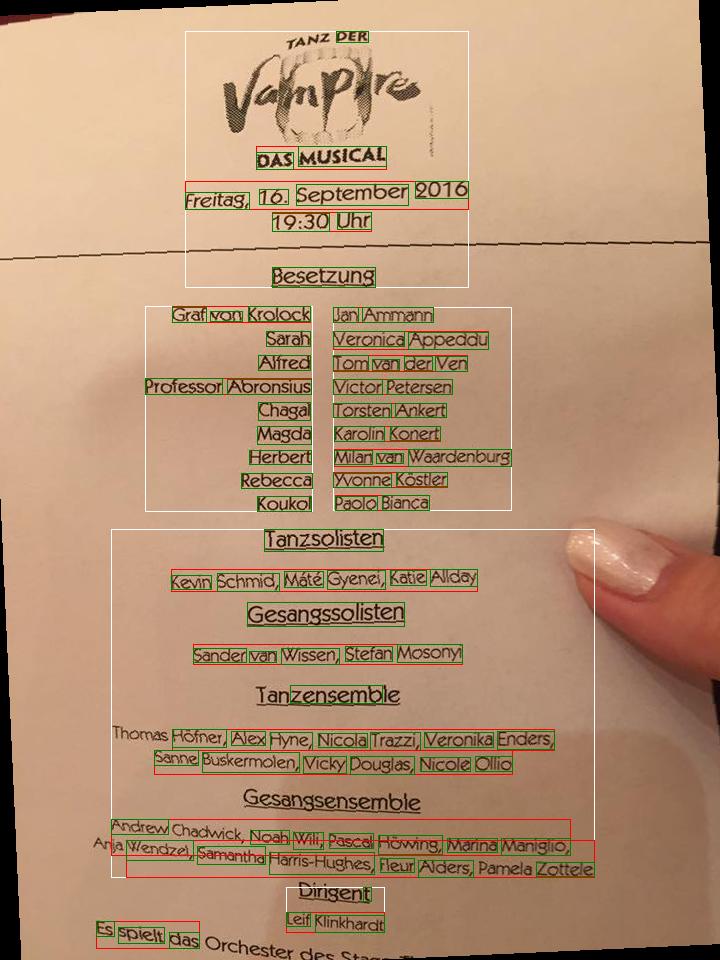 TANZ DER
Vampire
DAS MUSICAL
Freitag, 16. September 2016
19:30 Uhr
Besetzung
Graf von Krolock Jan Ammann
Sarah Veronica Appeddu
Alfred Tom van der Ven
Professor Abronsius Victor Petersen
Chagal Torsten Ankert
Magda Karolin Konert
Herbert Milan van Waardenburg
Rebecca Yvonne Köstler
Koukol Paolo Bianca
Tanzsolisten
Kevin Schmid, Máté Gyenei, Katie Allday
Gesangssolisten
Sander van Wissen, Stefan Mosonyi
Tanzensemble
Thomas Höfner, Alex Hyne, Nicola Trazzi, Veronika Enders,
Sanne Buskermolen, Vicky Douglas, Nicole Ollio
Gesangsensemble
Andrew Chadwick, Noah Wili, Pascal Höwing, Marina Maniglio,
Anja Wendzel, Samantha Harris-Hughes, Fleur Alders, Pamela Zottele
Dirigent
Leif Klinkhardt
Es spielt das Orchester des